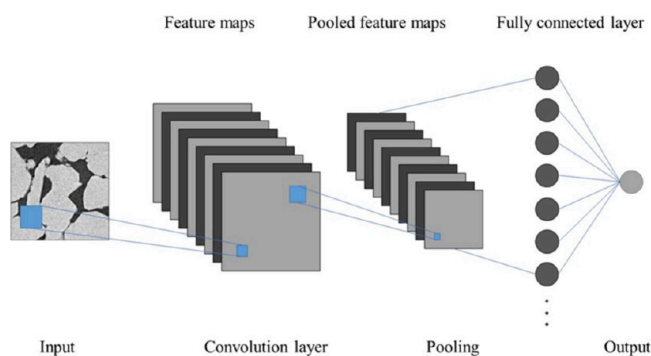 Feature maps
Pooled feature maps
Fully connected layer
Input
Convolution layer
Pooling
Output